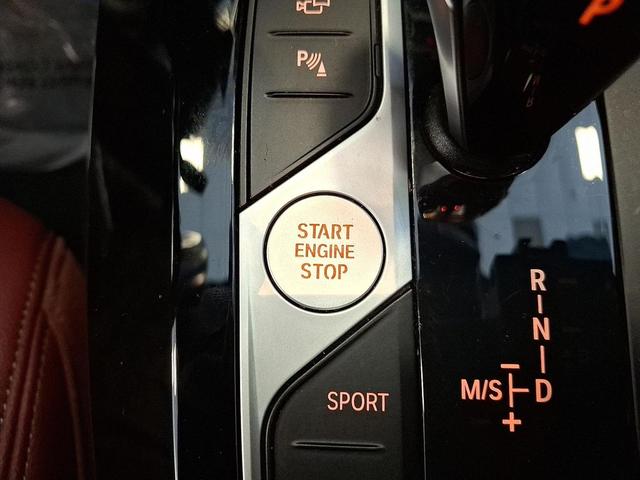 P
P
START
ENGINE
STOP
R
N
M/S D
−
+
SPORT